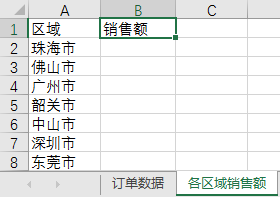 A B C
1 区域 销售额
2 珠海市
3 佛山市
4 广州市
5 韶关市
6 中山市
7 深圳市
8 东莞市
订单数据 各区域销售额